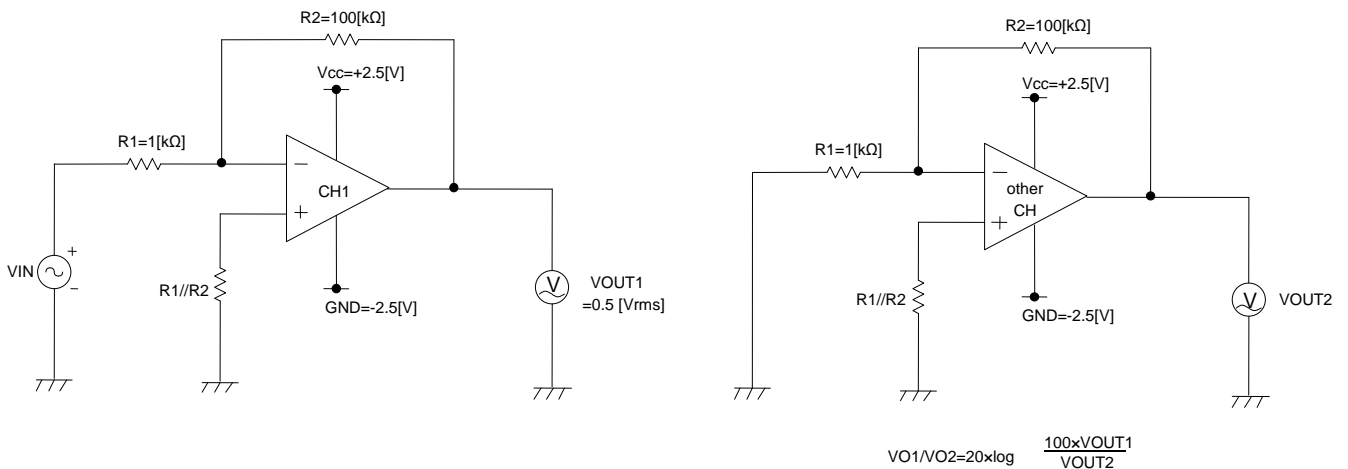 R2=100[kΩ]
Vcc=+2.5[V]
R1=1[kΩ]
−
CH1
+
VIN
+
−
R1//R2
GND=-2.5[V]
V
VOUT1
=0.5 [Vrms]
R2=100[kΩ]
Vcc=+2.5[V]
R1=1[kΩ]
−
other
CH
+
R1//R2
GND=-2.5[V]
V
VOUT2
VO1/VO2=20×log 100×VOUT1
VOUT2